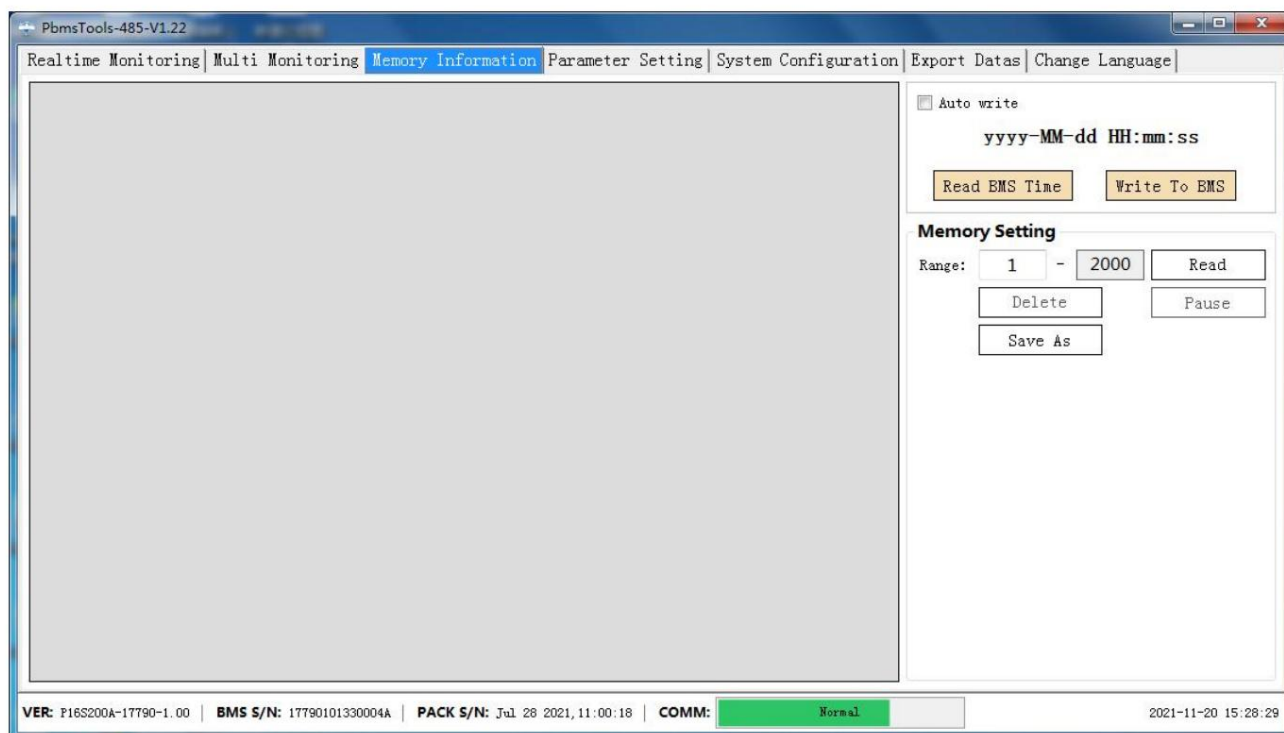 PbmsTools-485-V1.22
Realtime Monitoring Multi Monitoring Memory Information Parameter Setting System Configuration Export Datas Change Language
Auto write
yyyy-MM-dd HH:mm:ss
Read BMS Time Write To BMS
Memory Setting
Range: 1 - 2000 Read
Delete Pause
Save As
VER: P16S200A-17790-1.00 | BMS S/N: 17790101330004A | PACK S/N: Jul 28 2021,11:00:18 | COMM: Normal 2021-11-20 15:28:29